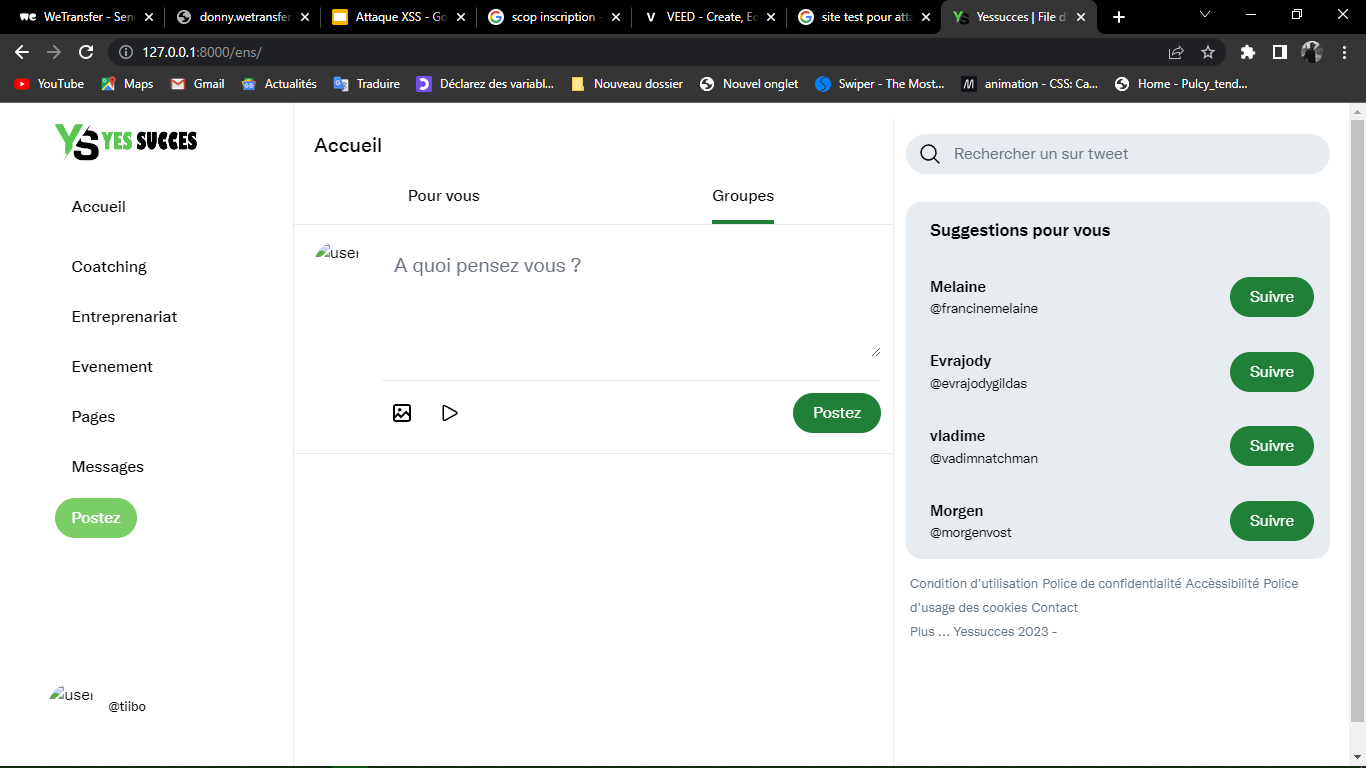 WeTransfer - Sen
donny.wetransfer
Attaque XSS - Go
scop inscription -
VEED - Create, Ed
site test pour atta
Yessucces | File d'
127.0.0.1:8000/ens/
YouTube
Maps
Gmail
Actualités
Traduire
Déclarez des variabl...
Nouveau dossier
Nouvel onglet
Swiper - The Most...
animation - CSS: Ca...
Home - Pulcy_tend...
YS YES SUCCES
Accueil
Coatching
Entreprenariat
Evenement
Pages
Messages
Postez
user
@tiibo
Accueil
Pour vous
Groupes
user
A quoi pensez vous ?
Postez
Rechercher un sur tweet
Suggestions pour vous
Melaine
@francinemelaine
Suivre
Evrajody
@evrajodygildas
Suivre
vladime
@vadimnatchman
Suivre
Morgen
@morgenvost
Suivre
Condition d'utilisation Police de confidentialité Accèssibilité Police
d'usage des cookies Contact
Plus ... Yessucces 2023 -